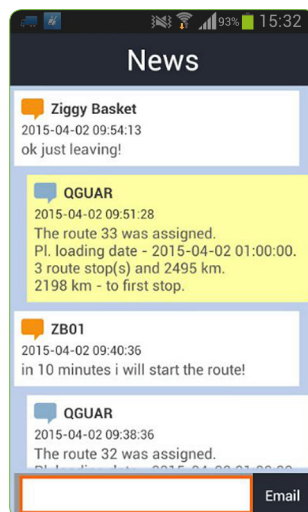 93% 15:32
News
Ziggy Basket
2015-04-02 09:54:13
ok just leaving!
QGUAR
2015-04-02 09:51:28
The route 33 was assigned.
Pl. loading date - 2015-04-02 01:00:00.
3 route stop(s) and 2495 km.
2198 km - to first stop.
ZB01
2015-04-02 09:40:36
in 10 minutes i will start the route!
QGUAR
2015-04-02 09:38:36
The route 32 was assigned.
Email